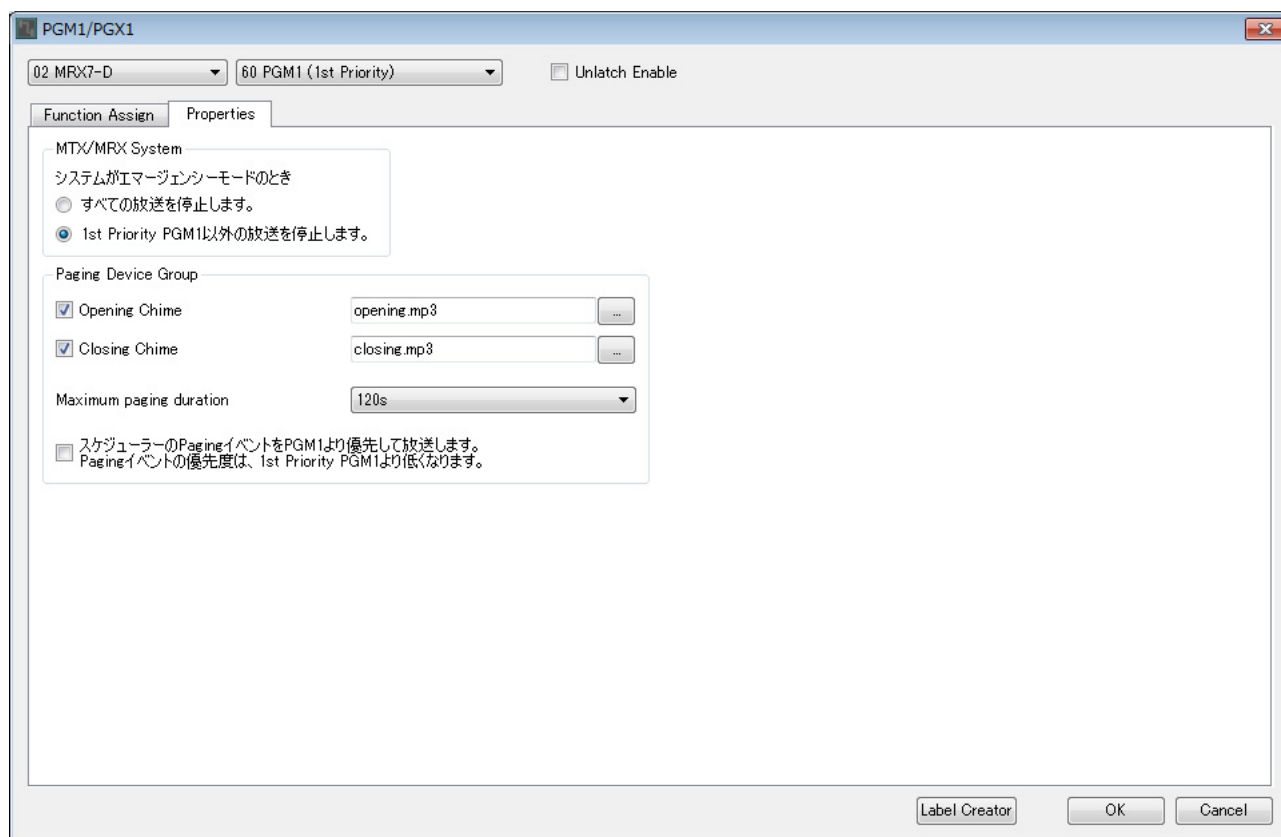 PGM1/PGX1
02 MRX7-D
60 PGM1 (1st Priority)
Unlatch Enable
Function Assign
Properties
MTX/MRX System
システムがエマージェンシーモードのとき
すべての放送を停止します。
1st Priority PGM1以外の放送を停止します。
Paging Device Group
Opening Chime
opening.mp3
...
Closing Chime
closing.mp3
...
Maximum paging duration
120s
スケジューラーのPagingイベントをPGM1より優先して放送します。
Pagingイベントの優先度は、1st Priority PGM1より低くなります。
Label Creator
OK
Cancel